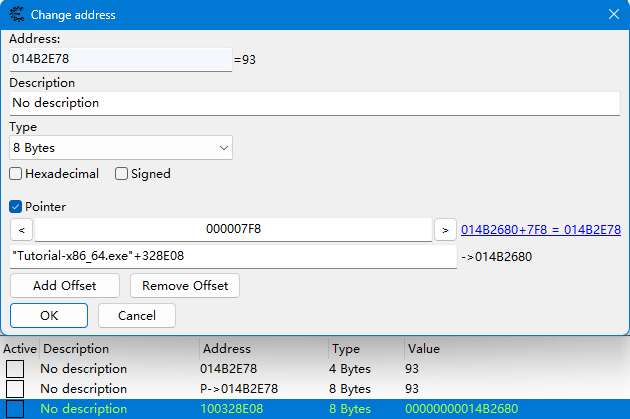 Change address
Address:
014B2E78 =93
Description
No description
Type
8 Bytes
Hexadecimal Signed
Pointer
< 000007F8 > 014B2680+7F8 = 014B2E78
"Tutorial-x86_64.exe"+328E08 ->014B2680
Add Offset Remove Offset
OK Cancel
Active Description Address Type Value
No description 014B2E78 4 Bytes 93
No description P->014B2E78 8 Bytes 93
No description 100328E08 8 Bytes 00000000014B2680